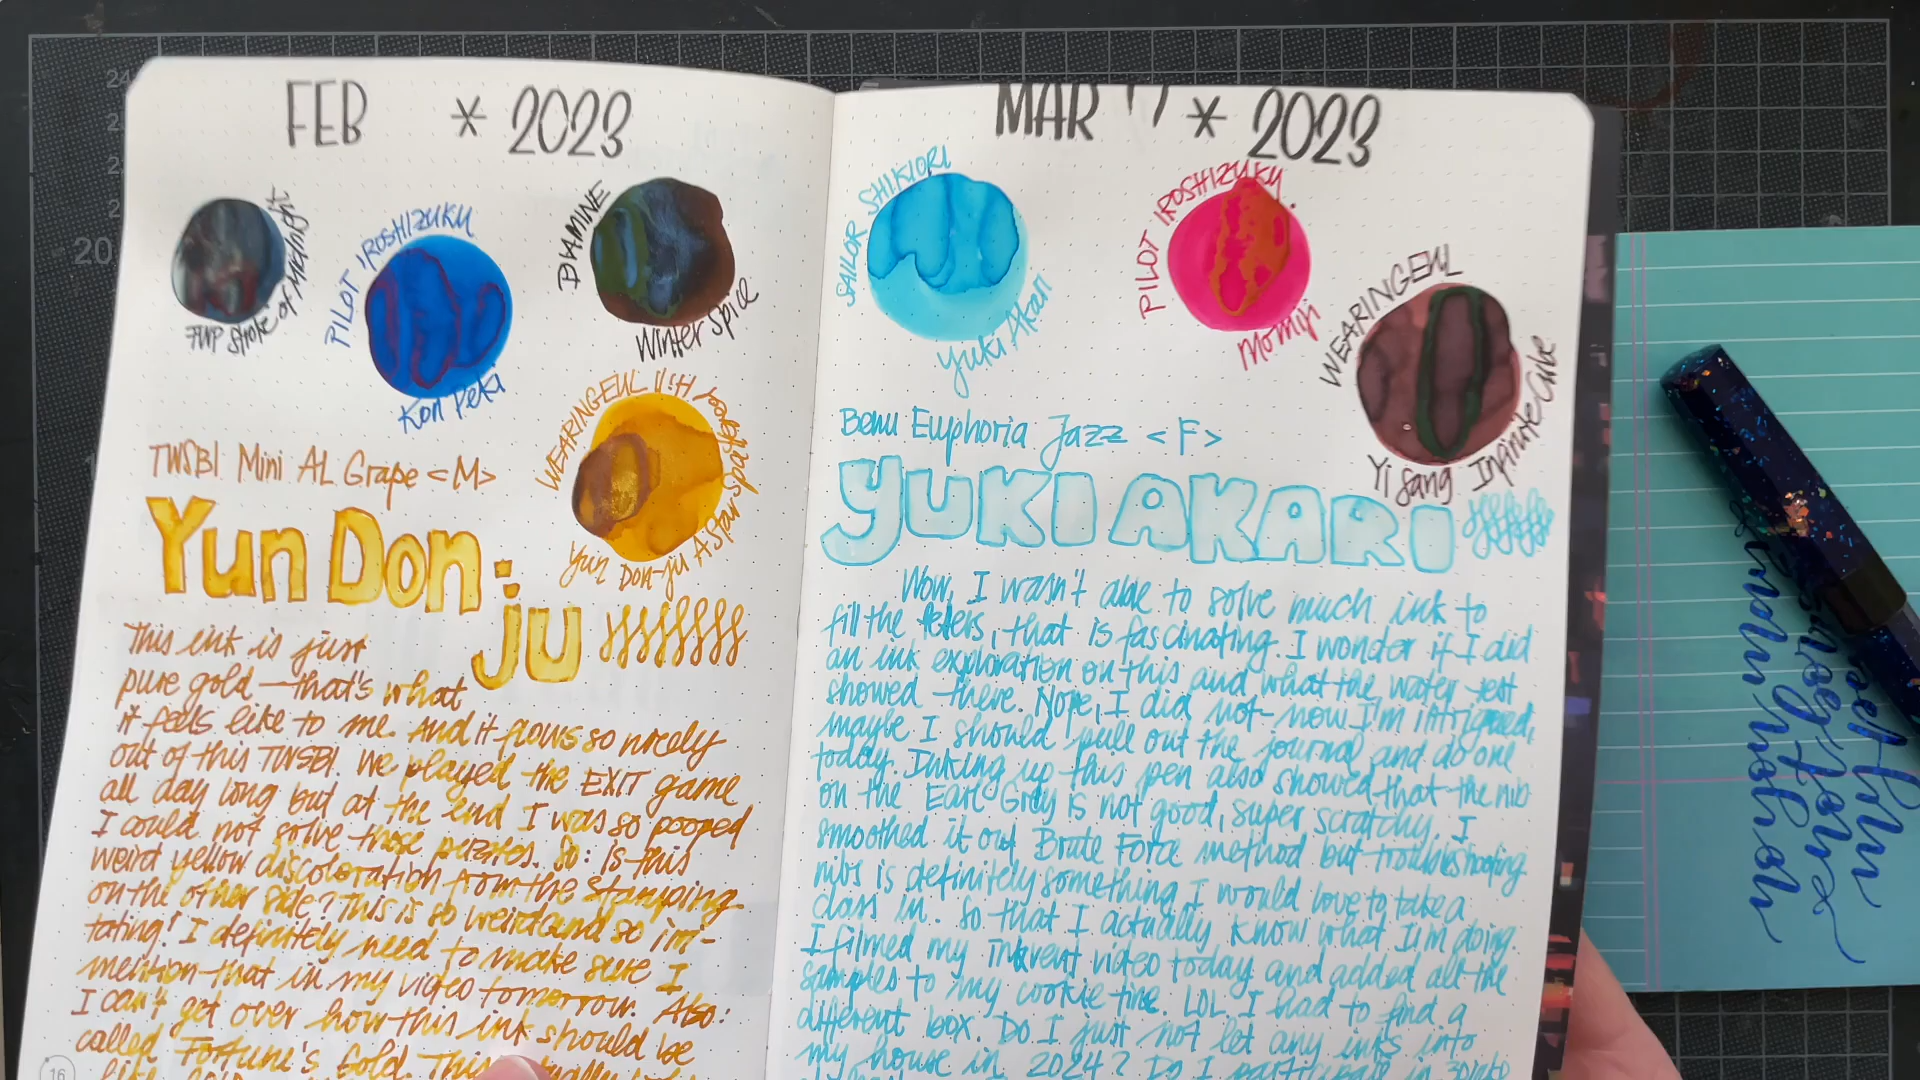 FEB * 2023
FWP Stroke of Midnight
PILOT IROSHIZUKU
Kon Peki
DIAMINE
Winter Spice
WEARINGEUL
Yun Don-ju A Star
TWSBI Mini AL Grape <M>
Yun Don-
ju
This ink is just
pure gold - that's what
it feels like to me. And it flows so nicely
out of this TWSBI. We played the EXIT game
all day long but at the end I was so pooped
I could not solve those puzzles. So: is this
weird yellow discoloration from the stamping
on the other side? This is so weird and so im-
tating! I definitely need to make sure I
mention that in my video tomorrow. Also:
I can't get over how this ink should be
called Fortune's Gold. This
16
MAR 17 * 2023
SAILOR SHIKIORI
Yuki Akari
PILOT IROSHIZUKU
Momiji
WEARINGEUL
Yi Sang Infinite Cube
Benu Euphoria Jazz <F>
YUKI AKARI
Wow, I wasn't able to solve much ink to
fill the letters, that is fascinating. I wonder if I did
an ink exploration on this and what the water test
showed there. Nope, I did not - now I'm intrigued,
maybe I should pull out the journal and do one
today. Inking up this pen also showed that the nib
on the Earl Grey is not good, super scratchy. I
smoothed it out Brute Force method but troubleshooting
nibs is definitely something I would love to take a
class in. So that I actually know what I'm doing.
I filmed my inkvent video today and added all the
samples to my cookie tine. LOL. I had to find a
different box. Do I just not let any inks into
my house in 2024? Do I participate in